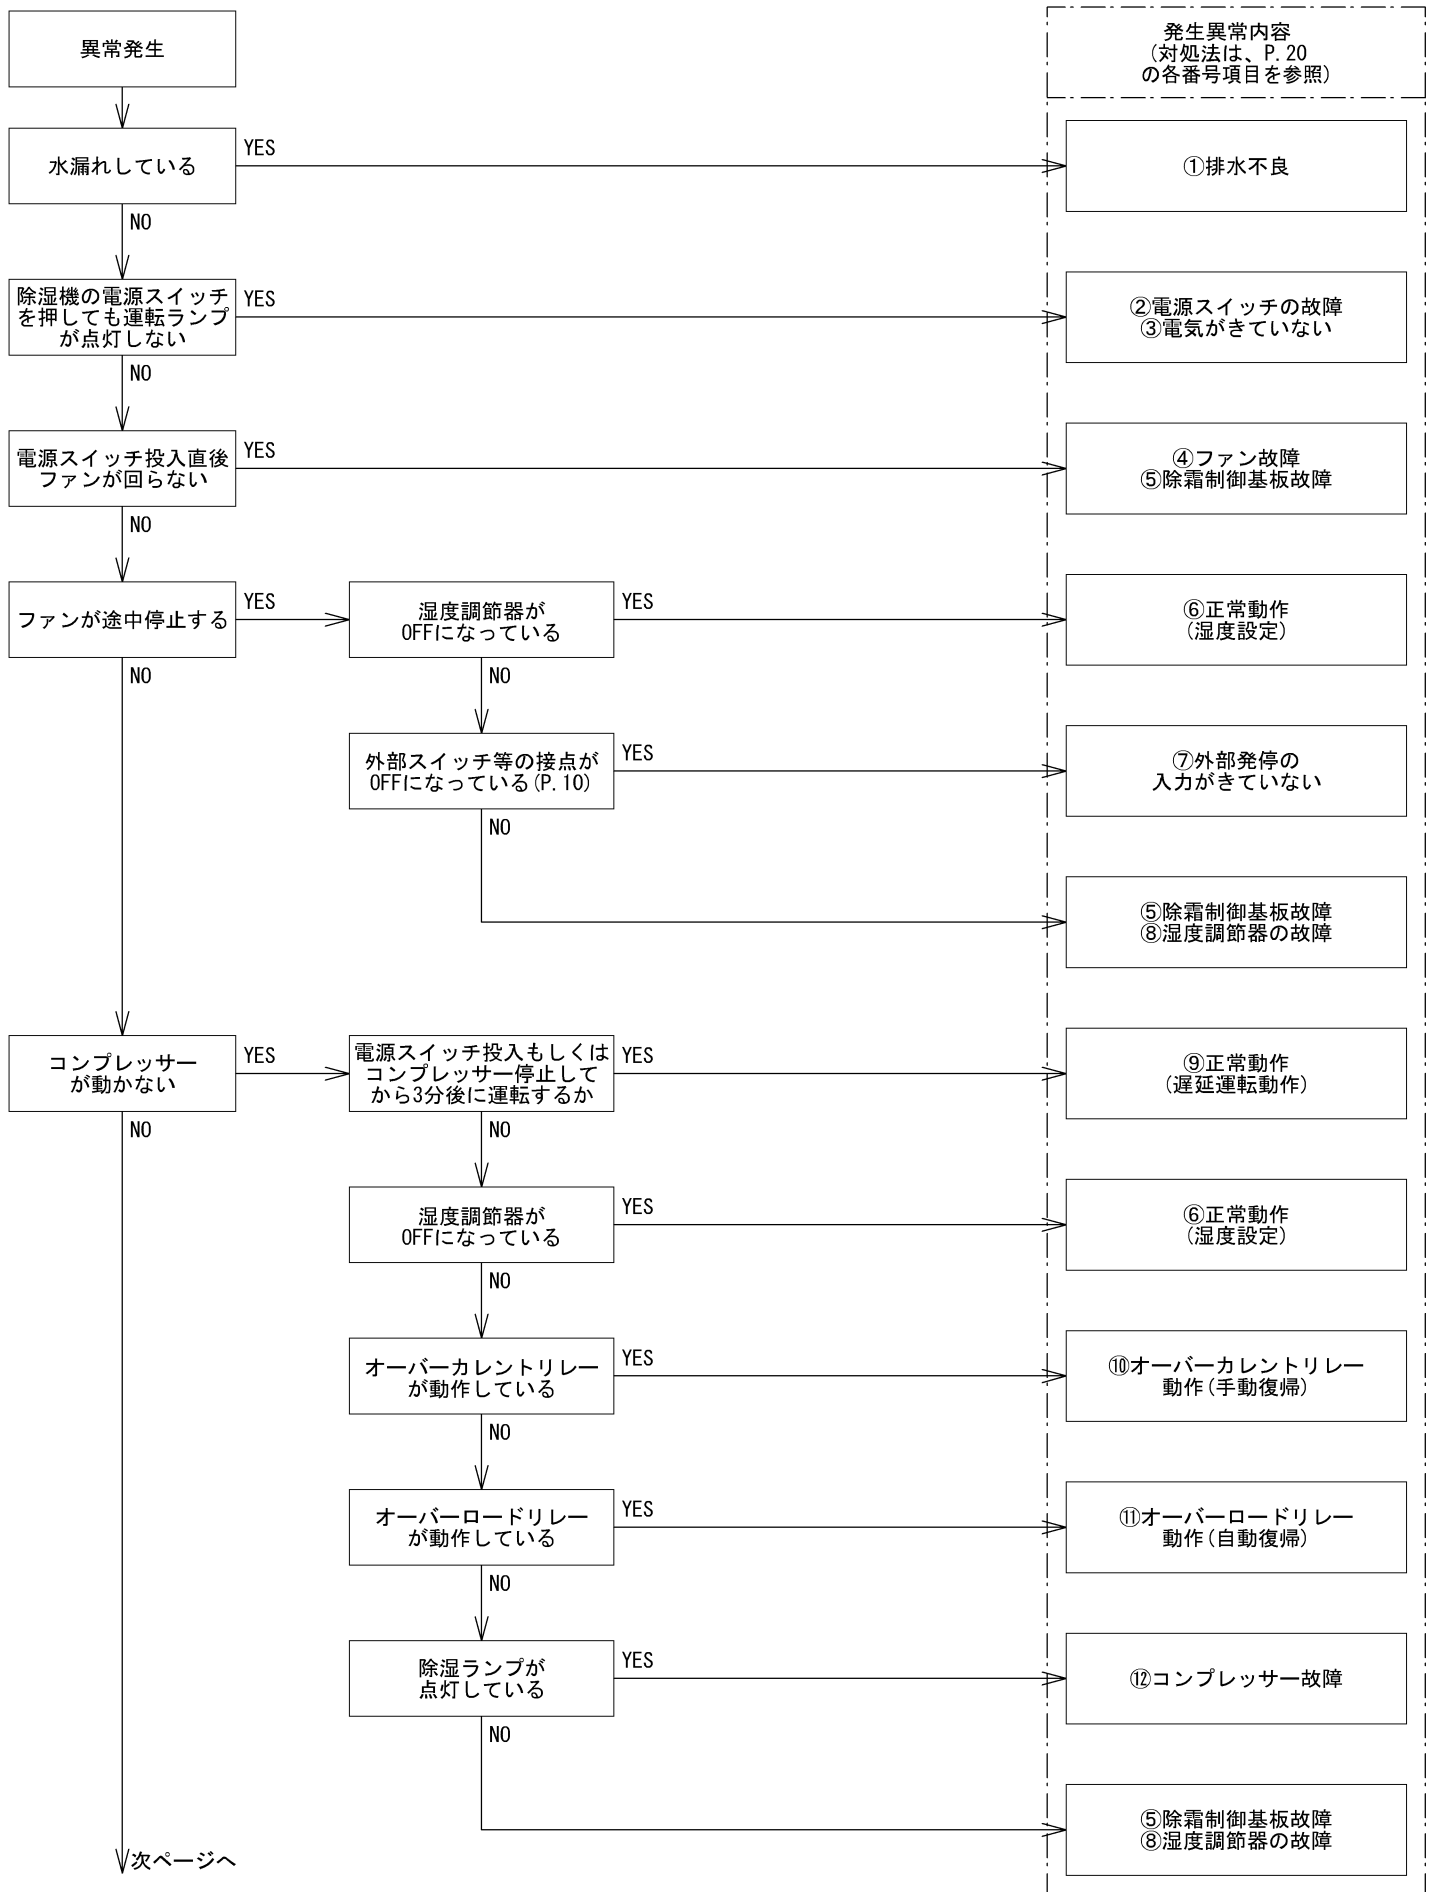 異常発生
発生異常内容
(対処法は、P.20
の各番号項目を参照)
水漏れしている
YES
①排水不良
NO
除湿機の電源スイッチ
を押しても運転ランプ
が点灯しない
YES
②電源スイッチの故障
③電気がきていない
NO
電源スイッチ投入直後
ファンが回らない
YES
④ファン故障
⑤除霜制御基板故障
NO
ファンが途中停止する
YES
湿度調節器が
OFFになっている
YES
⑥正常動作
(湿度設定)
NO
NO
外部スイッチ等の接点が
OFFになっている(P.10)
YES
⑦外部発停の
入力がきていない
NO
⑤除霜制御基板故障
⑧湿度調節器の故障
コンプレッサー
が動かない
YES
電源スイッチ投入もしくは
コンプレッサー停止して
から3分後に運転するか
YES
⑨正常動作
(遅延運転動作)
NO
NO
湿度調節器が
OFFになっている
YES
⑥正常動作
(湿度設定)
NO
オーバーカレントリレー
が動作している
YES
⑩オーバーカレントリレー
動作(手動復帰)
NO
オーバーロードリレー
が動作している
YES
⑪オーバーロードリレー
動作(自動復帰)
NO
除湿ランプが
点灯している
YES
⑫コンプレッサー故障
NO
⑤除霜制御基板故障
⑧湿度調節器の故障
次ページへ